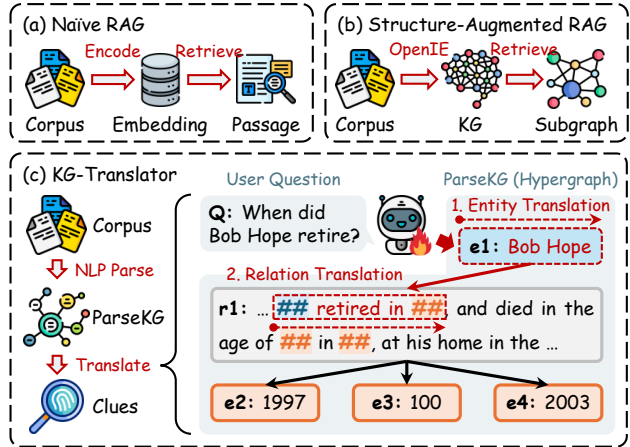 (a) Naïve RAG
Encode
Retrieve
Corpus
Embedding
Passage
(b) Structure-Augmented RAG
OpenIE
Retrieve
Corpus
KG
Subgraph
(c) KG-Translator
Corpus
NLP Parse
ParseKG
Translate
Clues
User Question
ParseKG (Hypergraph)
Q: When did
Bob Hope retire?
1. Entity Translation
e1: Bob Hope
2. Relation Translation
r1: ... ## retired in ##, and died in the
age of ## in ##, at his home in the ...
e2: 1997
e3: 100
e4: 2003